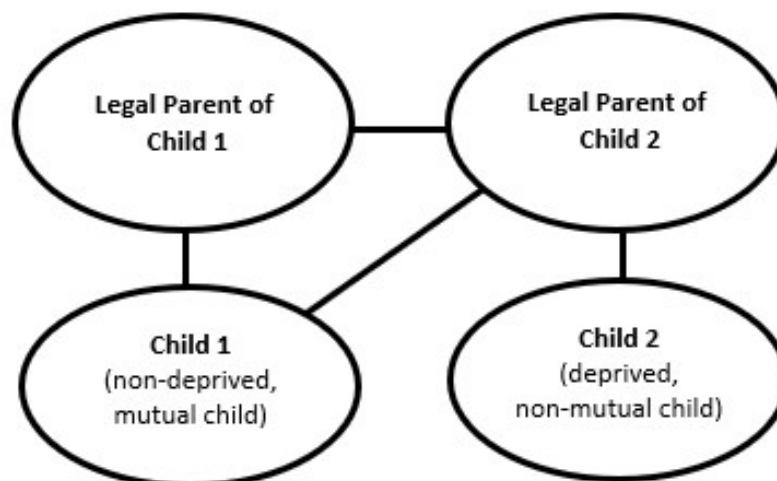 Legal Parent of
Child 1
Legal Parent of
Child 2
Child 1
(non-deprived,
mutual child)
Child 2
(deprived,
non-mutual child)